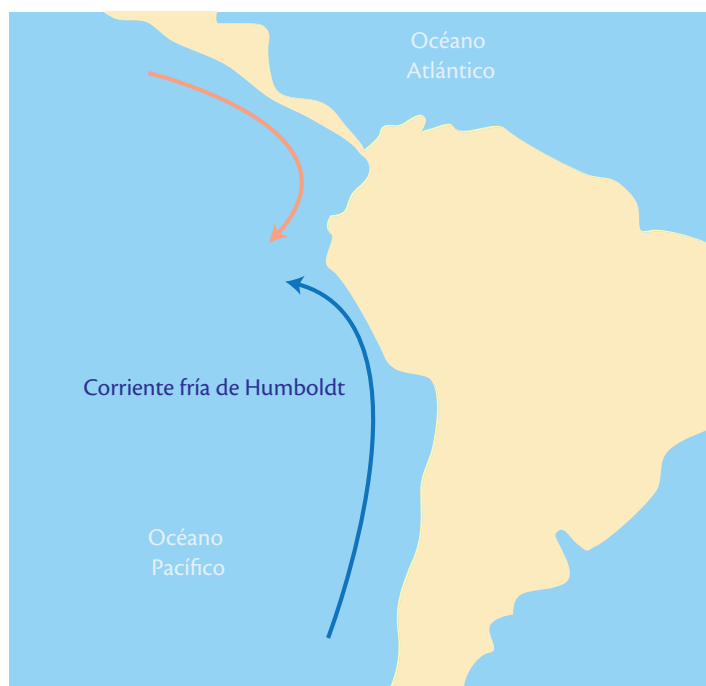 Océano
Atlántico
Corriente fría de Humboldt
Océano
Pacífico